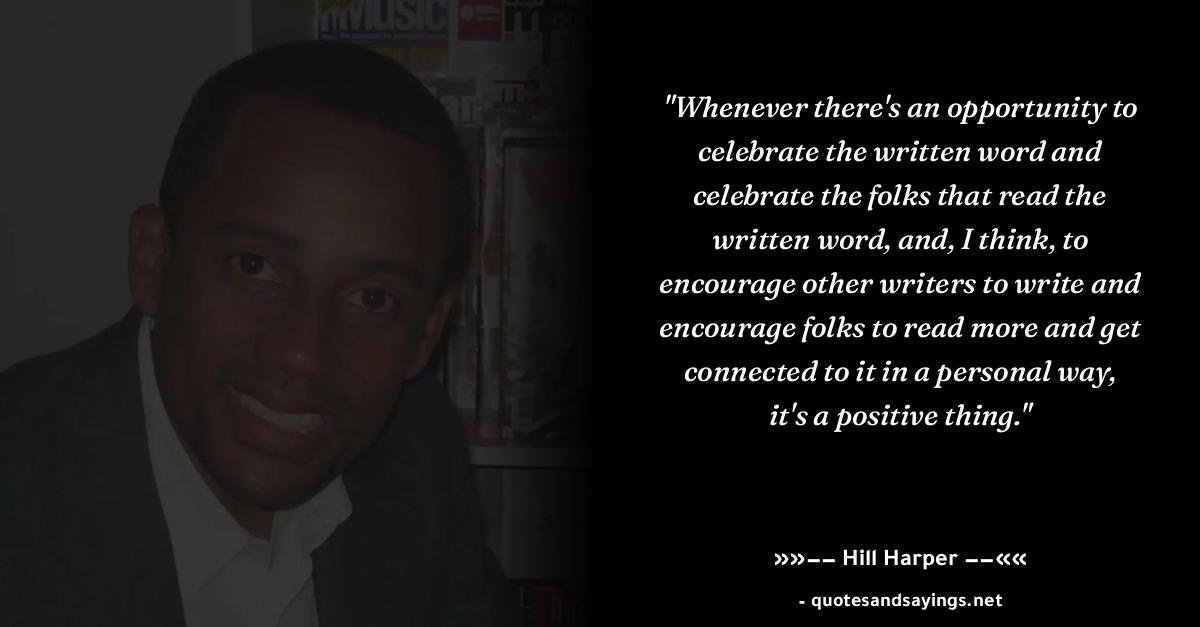 MUSIC
"Whenever there's an opportunity to
celebrate the written word and
celebrate the folks that read the
written word, and, I think, to
encourage other writers to write and
encourage folks to read more and get
connected to it in a personal way,
it's a positive thing."
»»–– Hill Harper ––««
- quotesandsayings.net